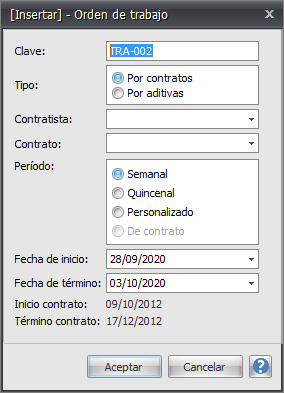 [Insertar] - Orden de trabajo x
Clave: TRA-002
Tipo: Por contratos
Por aditivas
Contratista:
Contrato:
Período:
Semanal
Quincenal
Personalizado
De contrato
Fecha de inicio: 28/09/2020
Fecha de término: 03/10/2020
Inicio contrato: 09/10/2012
Término contrato: 17/12/2012
Aceptar Cancelar ?